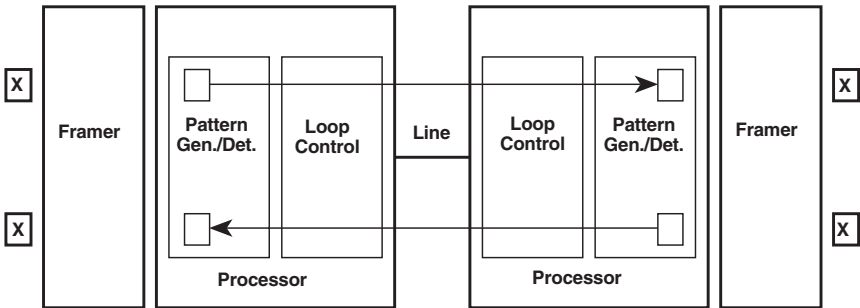 X
X
Framer
Pattern
Gen./Det.
Loop
Control
Processor
Line
Loop
Control
Pattern
Gen./Det.
Processor
Framer
X
X